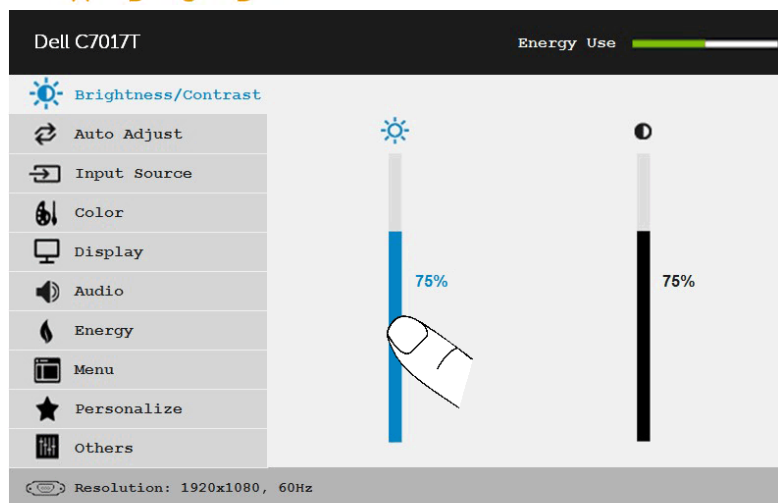 Dell C7017T
Energy Use
Brightness/Contrast
Auto Adjust
Input Source
Color
Display
Audio
Energy
Menu
Personalize
Others
75%
75%
Resolution: 1920x1080, 60Hz